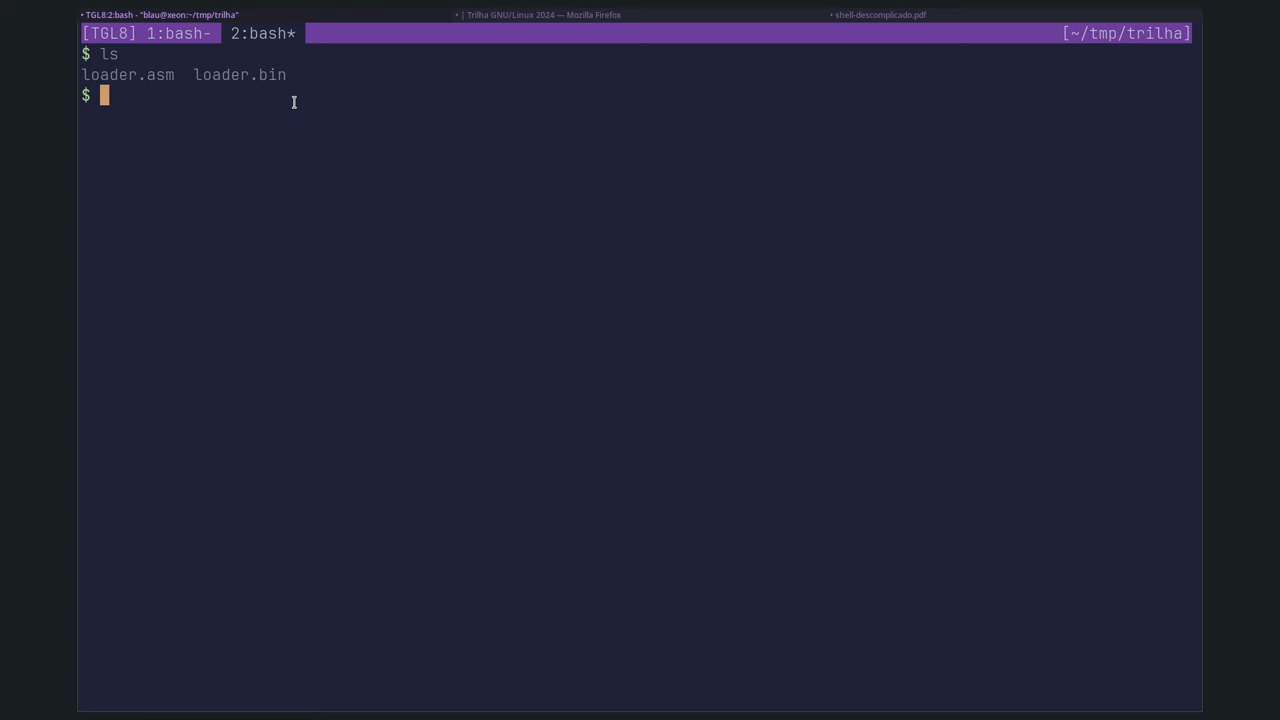 • TGL8:2:bash - "blau@xeon:~/tmp/trilha"
• | Trilha GNU/Linux 2024 — Mozilla Firefox
• shell-descomplicado.pdf
[TGL8] 1:bash- 2:bash* [~/tmp/trilha]
$ ls
loader.asm loader.bin
$